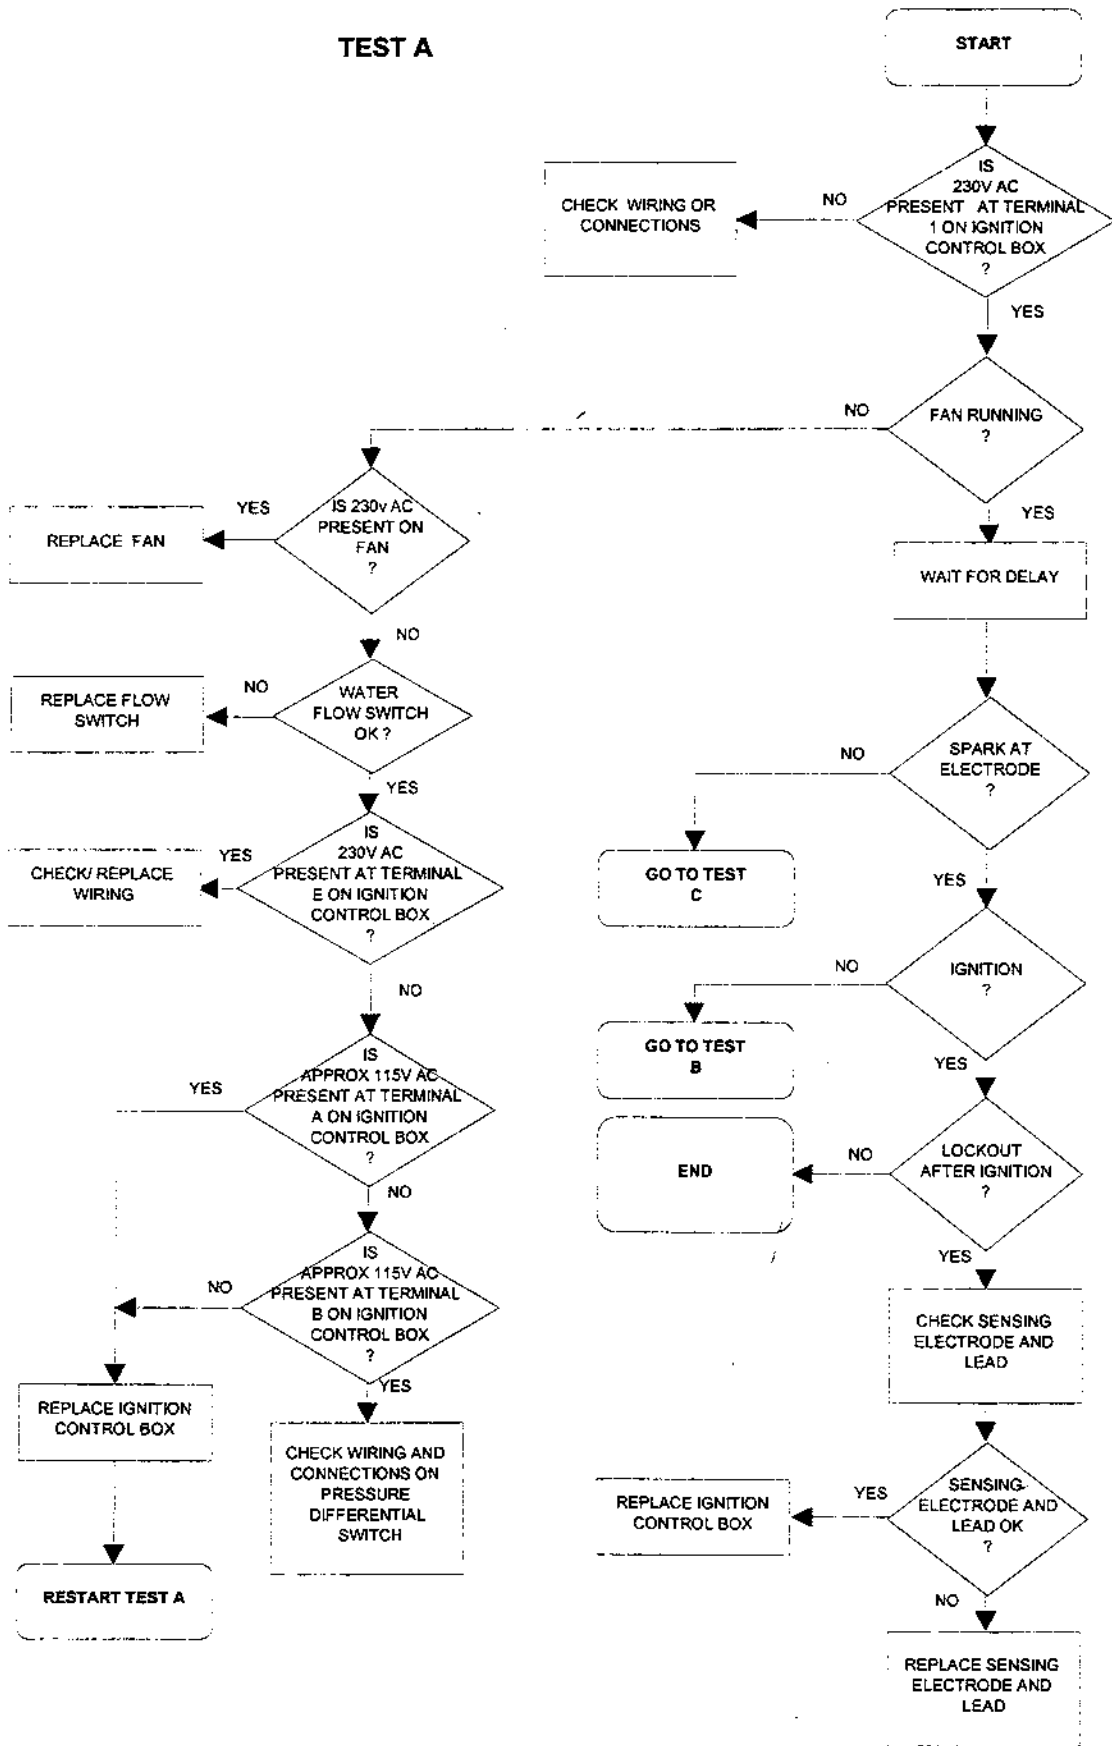 TEST A
START
IS
230V AC
PRESENT AT TERMINAL
1 ON IGNITION
CONTROL BOX
?
NO
CHECK WIRING OR
CONNECTIONS
YES
FAN RUNNING
?
NO
IS 230v AC
PRESENT ON
FAN
?
YES
REPLACE FAN
YES
WAIT FOR DELAY
NO
WATER
FLOW SWITCH
OK ?
NO
REPLACE FLOW
SWITCH
SPARK AT
ELECTRODE
?
NO
GO TO TEST
C
YES
IS
230V AC
PRESENT AT TERMINAL
E ON IGNITION
CONTROL BOX
?
YES
CHECK/ REPLACE
WIRING
YES
IGNITION
?
NO
GO TO TEST
B
NO
IS
APPROX 115V AC
PRESENT AT TERMINAL
A ON IGNITION
CONTROL BOX
?
YES
YES
LOCKOUT
AFTER IGNITION
?
NO
END
NO
IS
APPROX 115V AC
PRESENT AT TERMINAL
B ON IGNITION
CONTROL BOX
?
NO
YES
CHECK SENSING
ELECTRODE AND
LEAD
REPLACE IGNITION
CONTROL BOX
YES
CHECK WIRING AND
CONNECTIONS ON
PRESSURE
DIFFERENTIAL
SWITCH
SENSING
ELECTRODE AND
LEAD OK
?
YES
REPLACE IGNITION
CONTROL BOX
RESTART TEST A
NO
REPLACE SENSING
ELECTRODE AND
LEAD